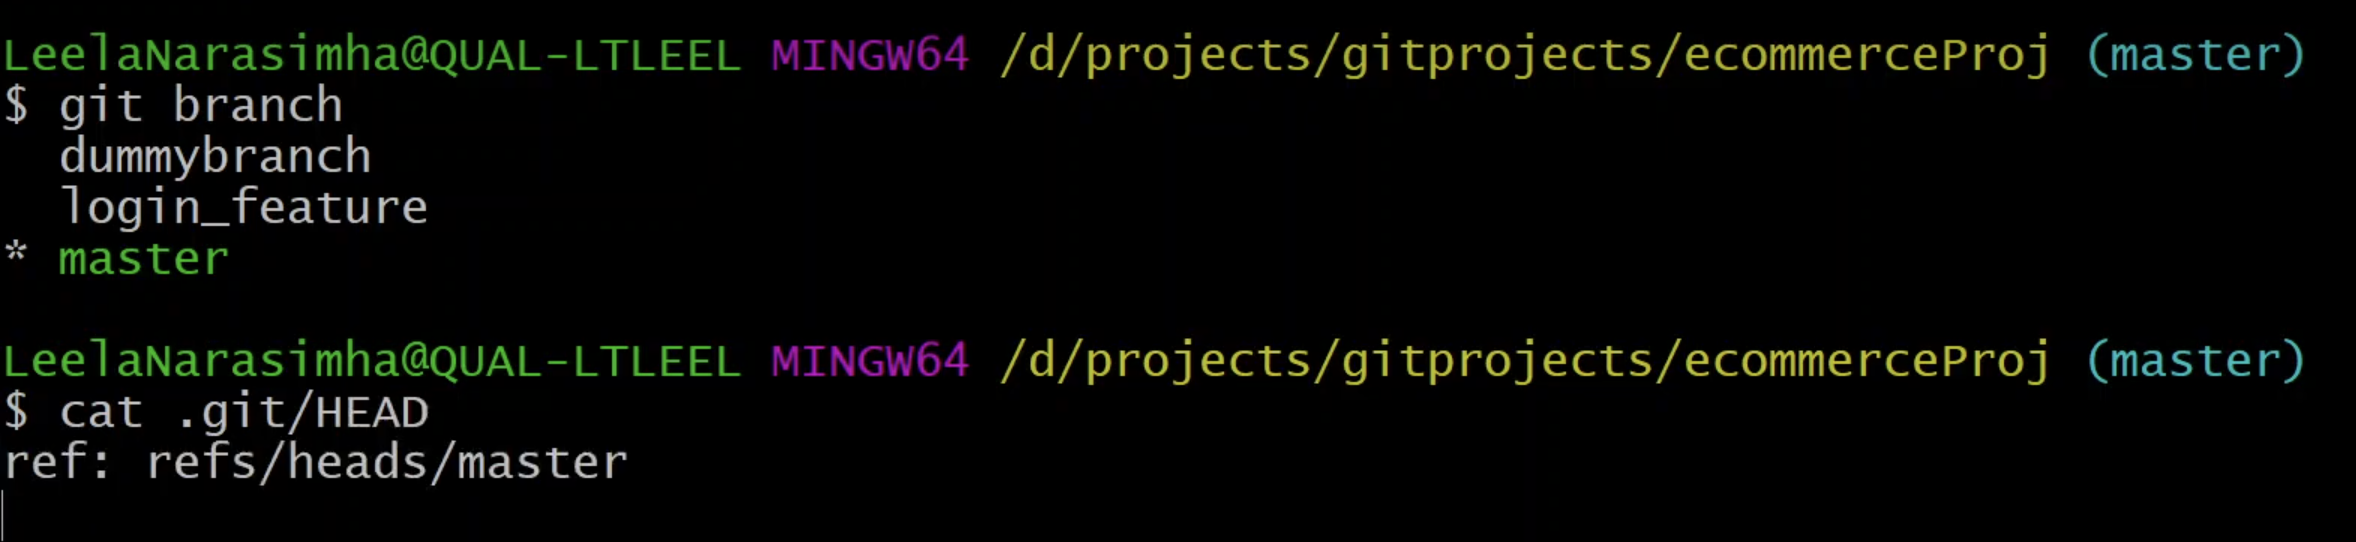 LeelaNarasimha@QUAL-LTLEEL MINGW64 /d/projects/gitprojects/ecommerceProj (master)
$ git branch
  dummybranch
  login_feature
* master

LeelaNarasimha@QUAL-LTLEEL MINGW64 /d/projects/gitprojects/ecommerceProj (master)
$ cat .git/HEAD
ref: refs/heads/master